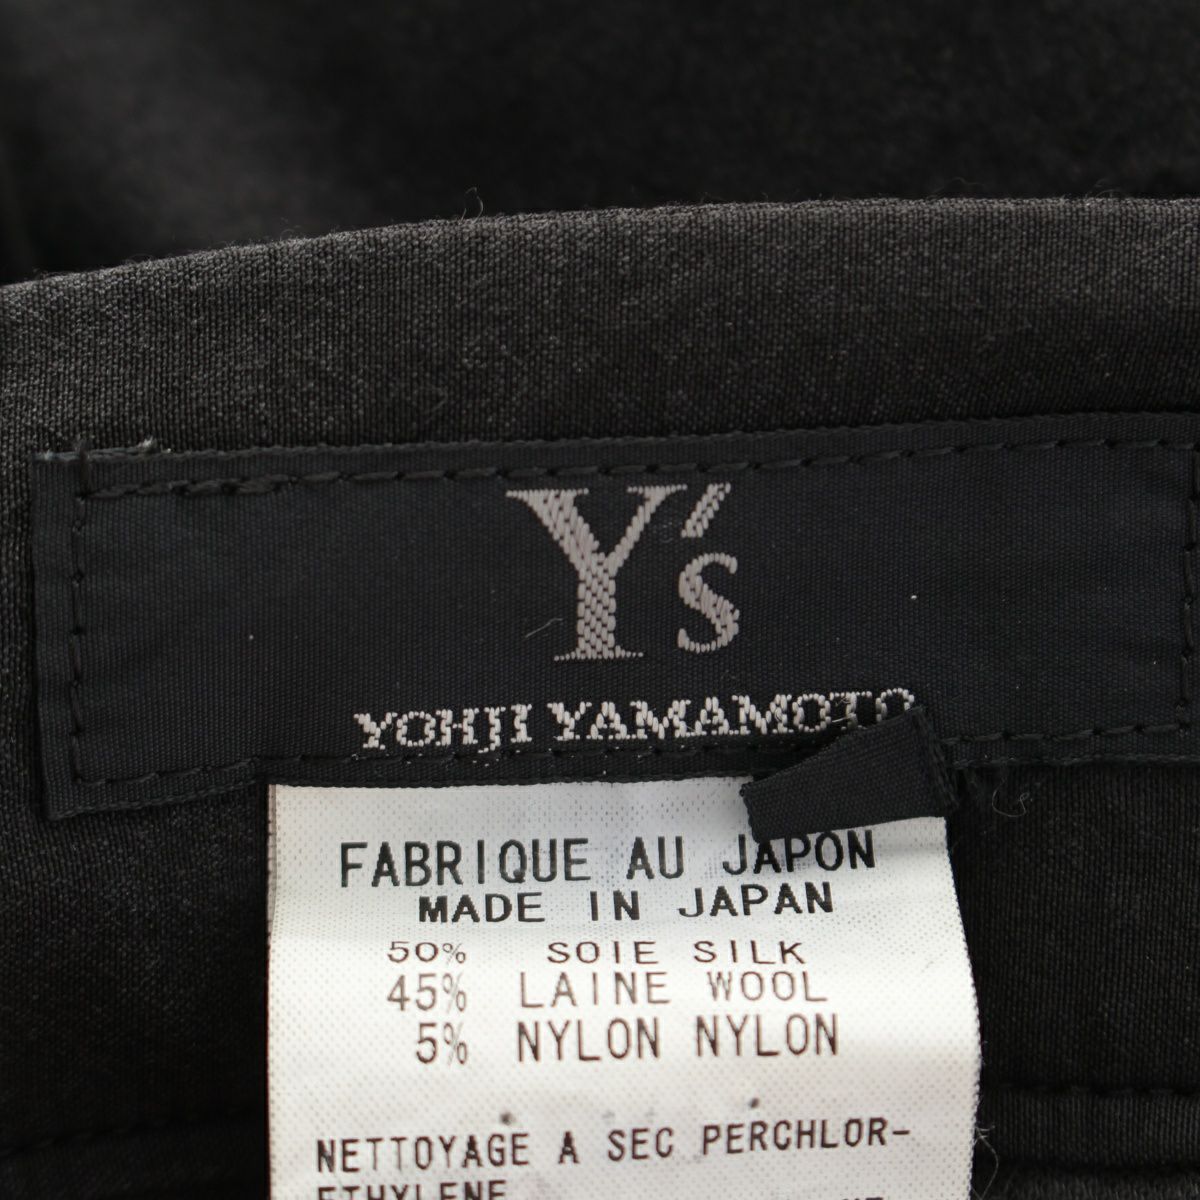 Y's
YOHJI YAMAMOTO
FABRIQUE AU JAPON
MADE IN JAPAN
50% SOIE SILK
45% LAINE WOOL
5% NYLON NYLON
NETTOYAGE A SEC PERCHLOR-
ETHYLENE